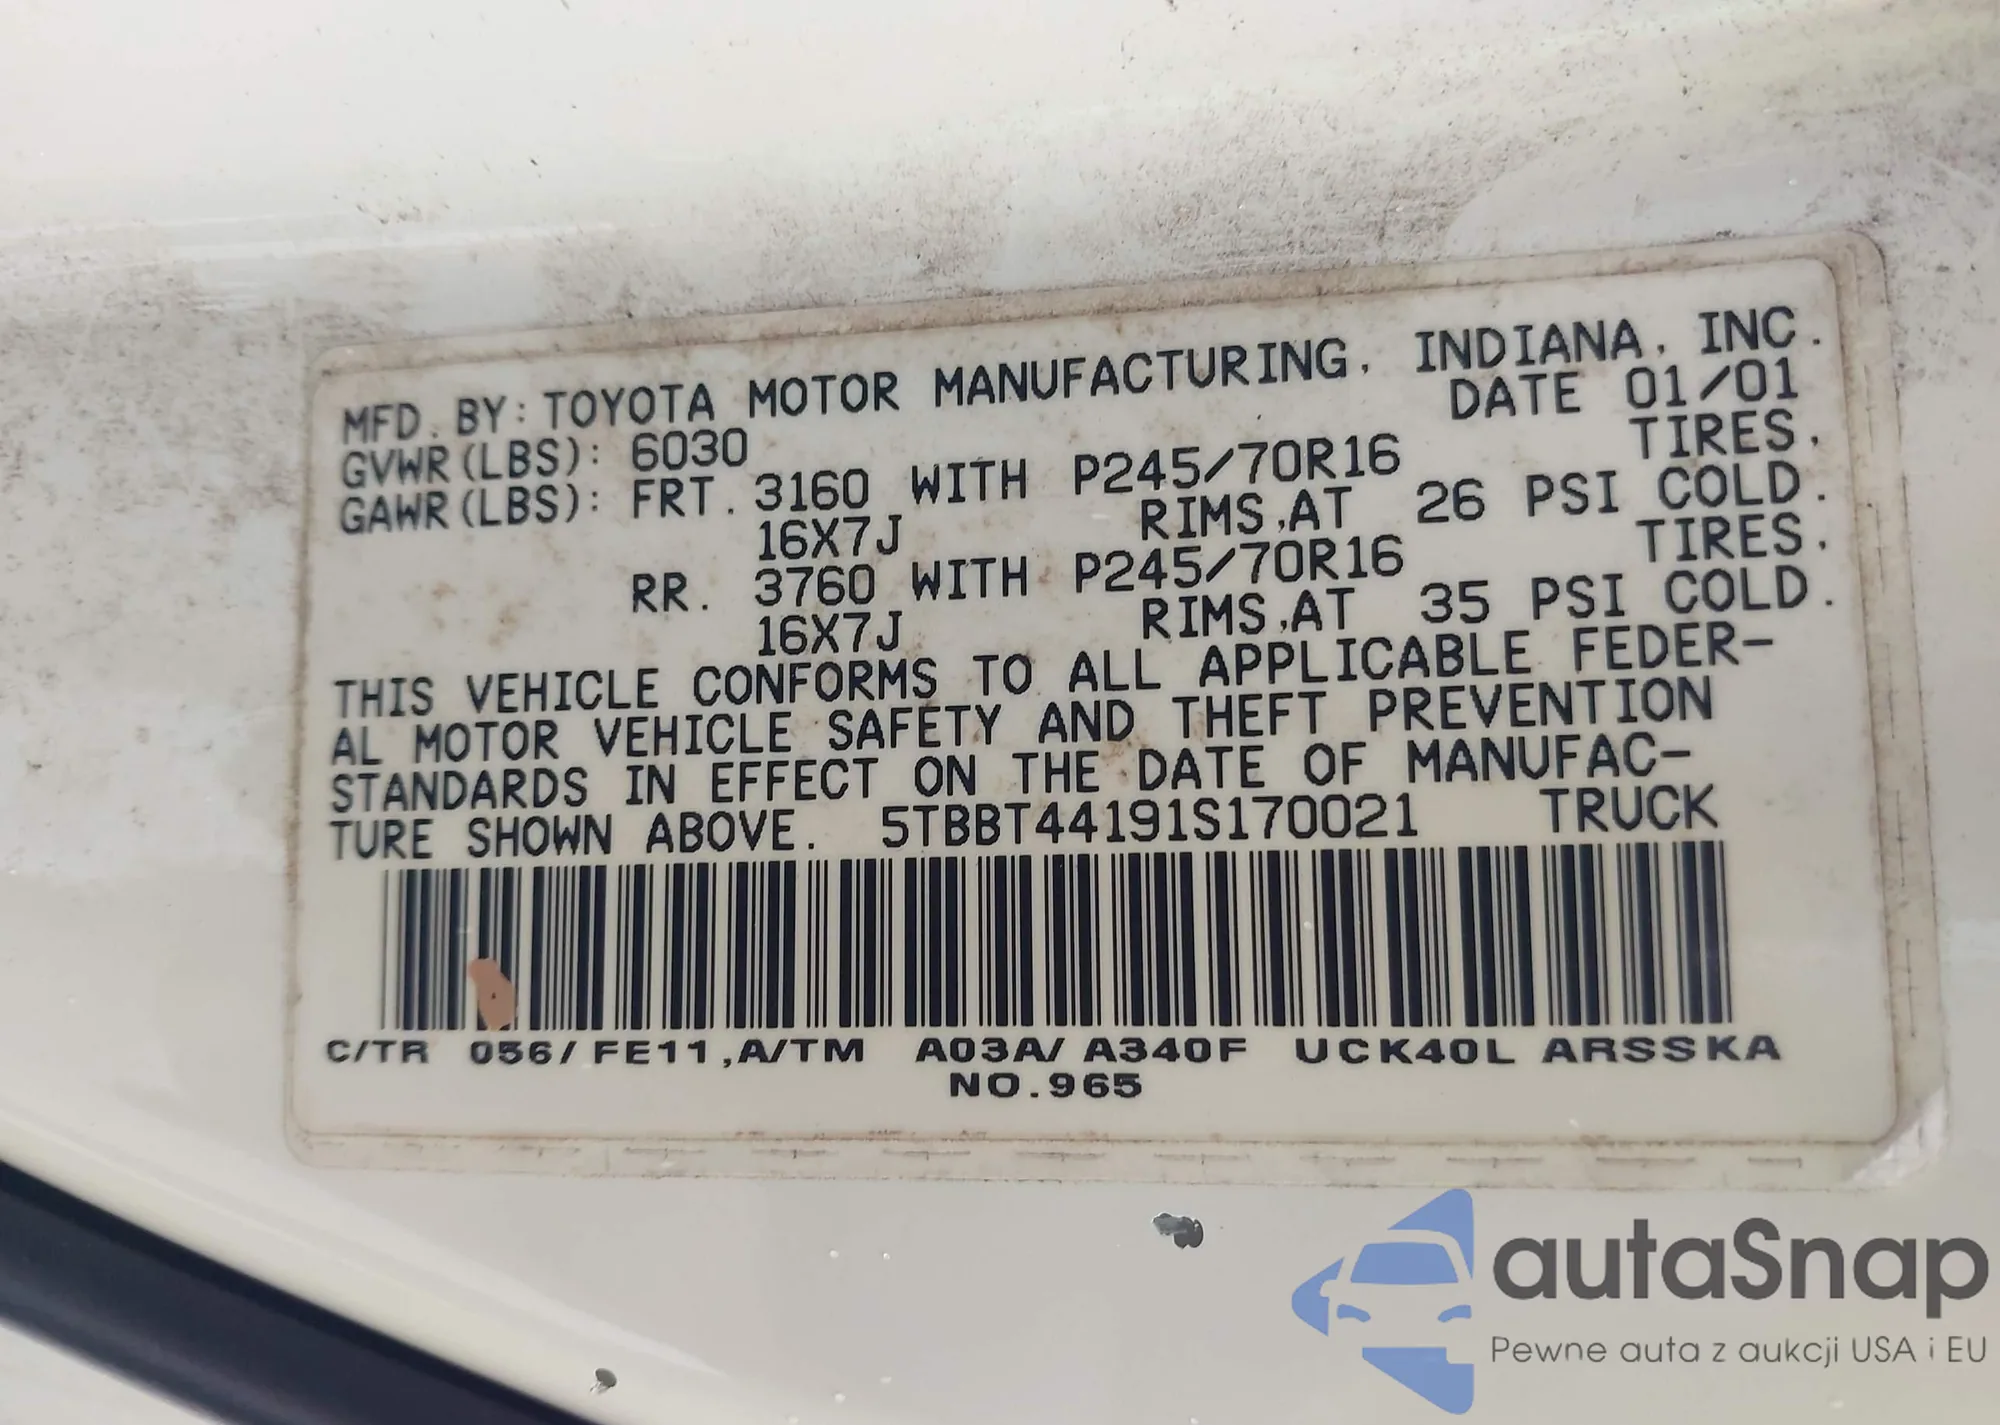 MFD. BY: TOYOTA MOTOR MANUFACTURING, INDIANA, INC.
GVWR(LBS): 6030 DATE 01/01
GAWR(LBS): FRT. 3160 WITH P245/70R16 TIRES,
16X7J RIMS,AT 26 PSI COLD.
RR. 3760 WITH P245/70R16 TIRES,
16X7J RIMS,AT 35 PSI COLD.
THIS VEHICLE CONFORMS TO ALL APPLICABLE FEDER-
AL MOTOR VEHICLE SAFETY AND THEFT PREVENTION
STANDARDS IN EFFECT ON THE DATE OF MANUFAC-
TURE SHOWN ABOVE. 5TBBT44191S170021 TRUCK
C/TR 056/FE11,A/TM A03A/A340F UCK40L ARSSKA
NO.965
autaSnap
Pewne auta z aukcji USA i EU